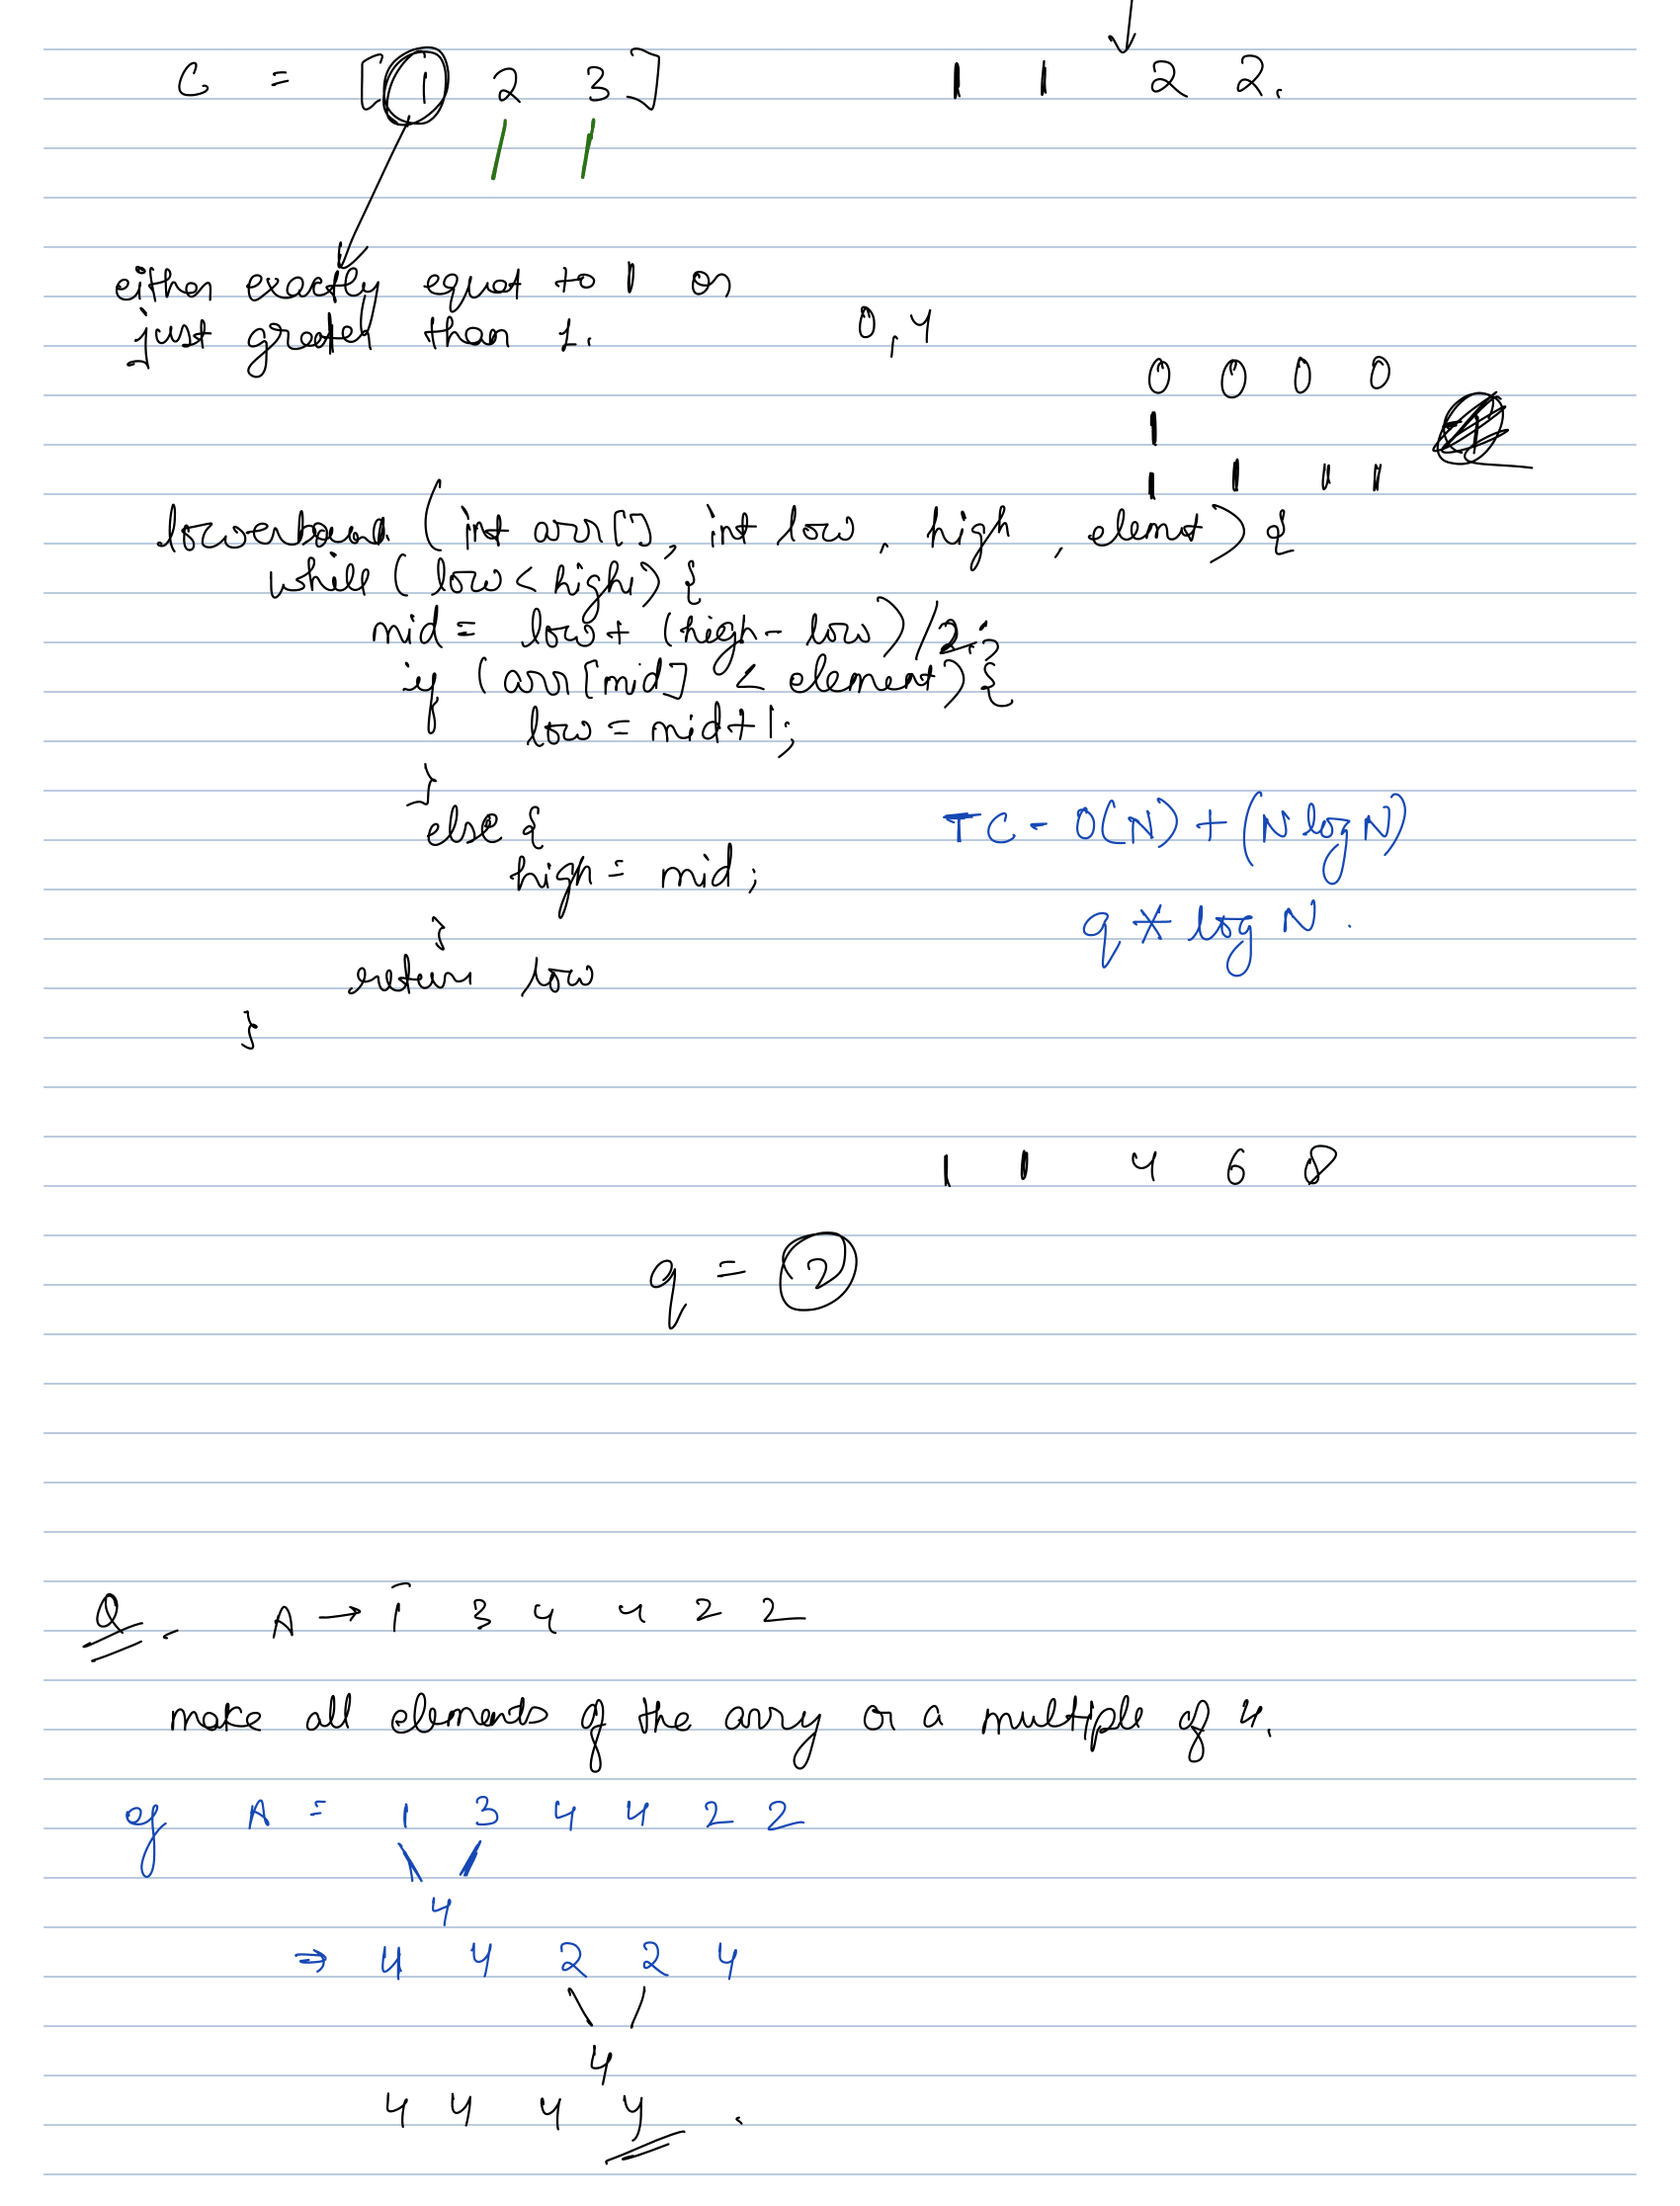 C = [ 1 2 3 ]
1 1 2 2.
either exactly equal to 1 or
just greater than 1.
0, 4
0 0 0 0
1
1 1 1 1
lowerbound (int arr[], int low, high, elemnt) {
while (low < high) {
mid = low + (high - low) / 2;
if (arr[mid] < element) {
low = mid + 1;
}
else {
high = mid;
}
return low
}
TC - O(N) + (N log N)
q * log N.
1 1 4 6 8
q = 2
Q. A → 1 3 4 4 2 2
make all elements of the arry or a multiple of 4.
eg A = 1 3 4 4 2 2
4
⇒ 4 4 2 2 4
4
4 4 4 4 .